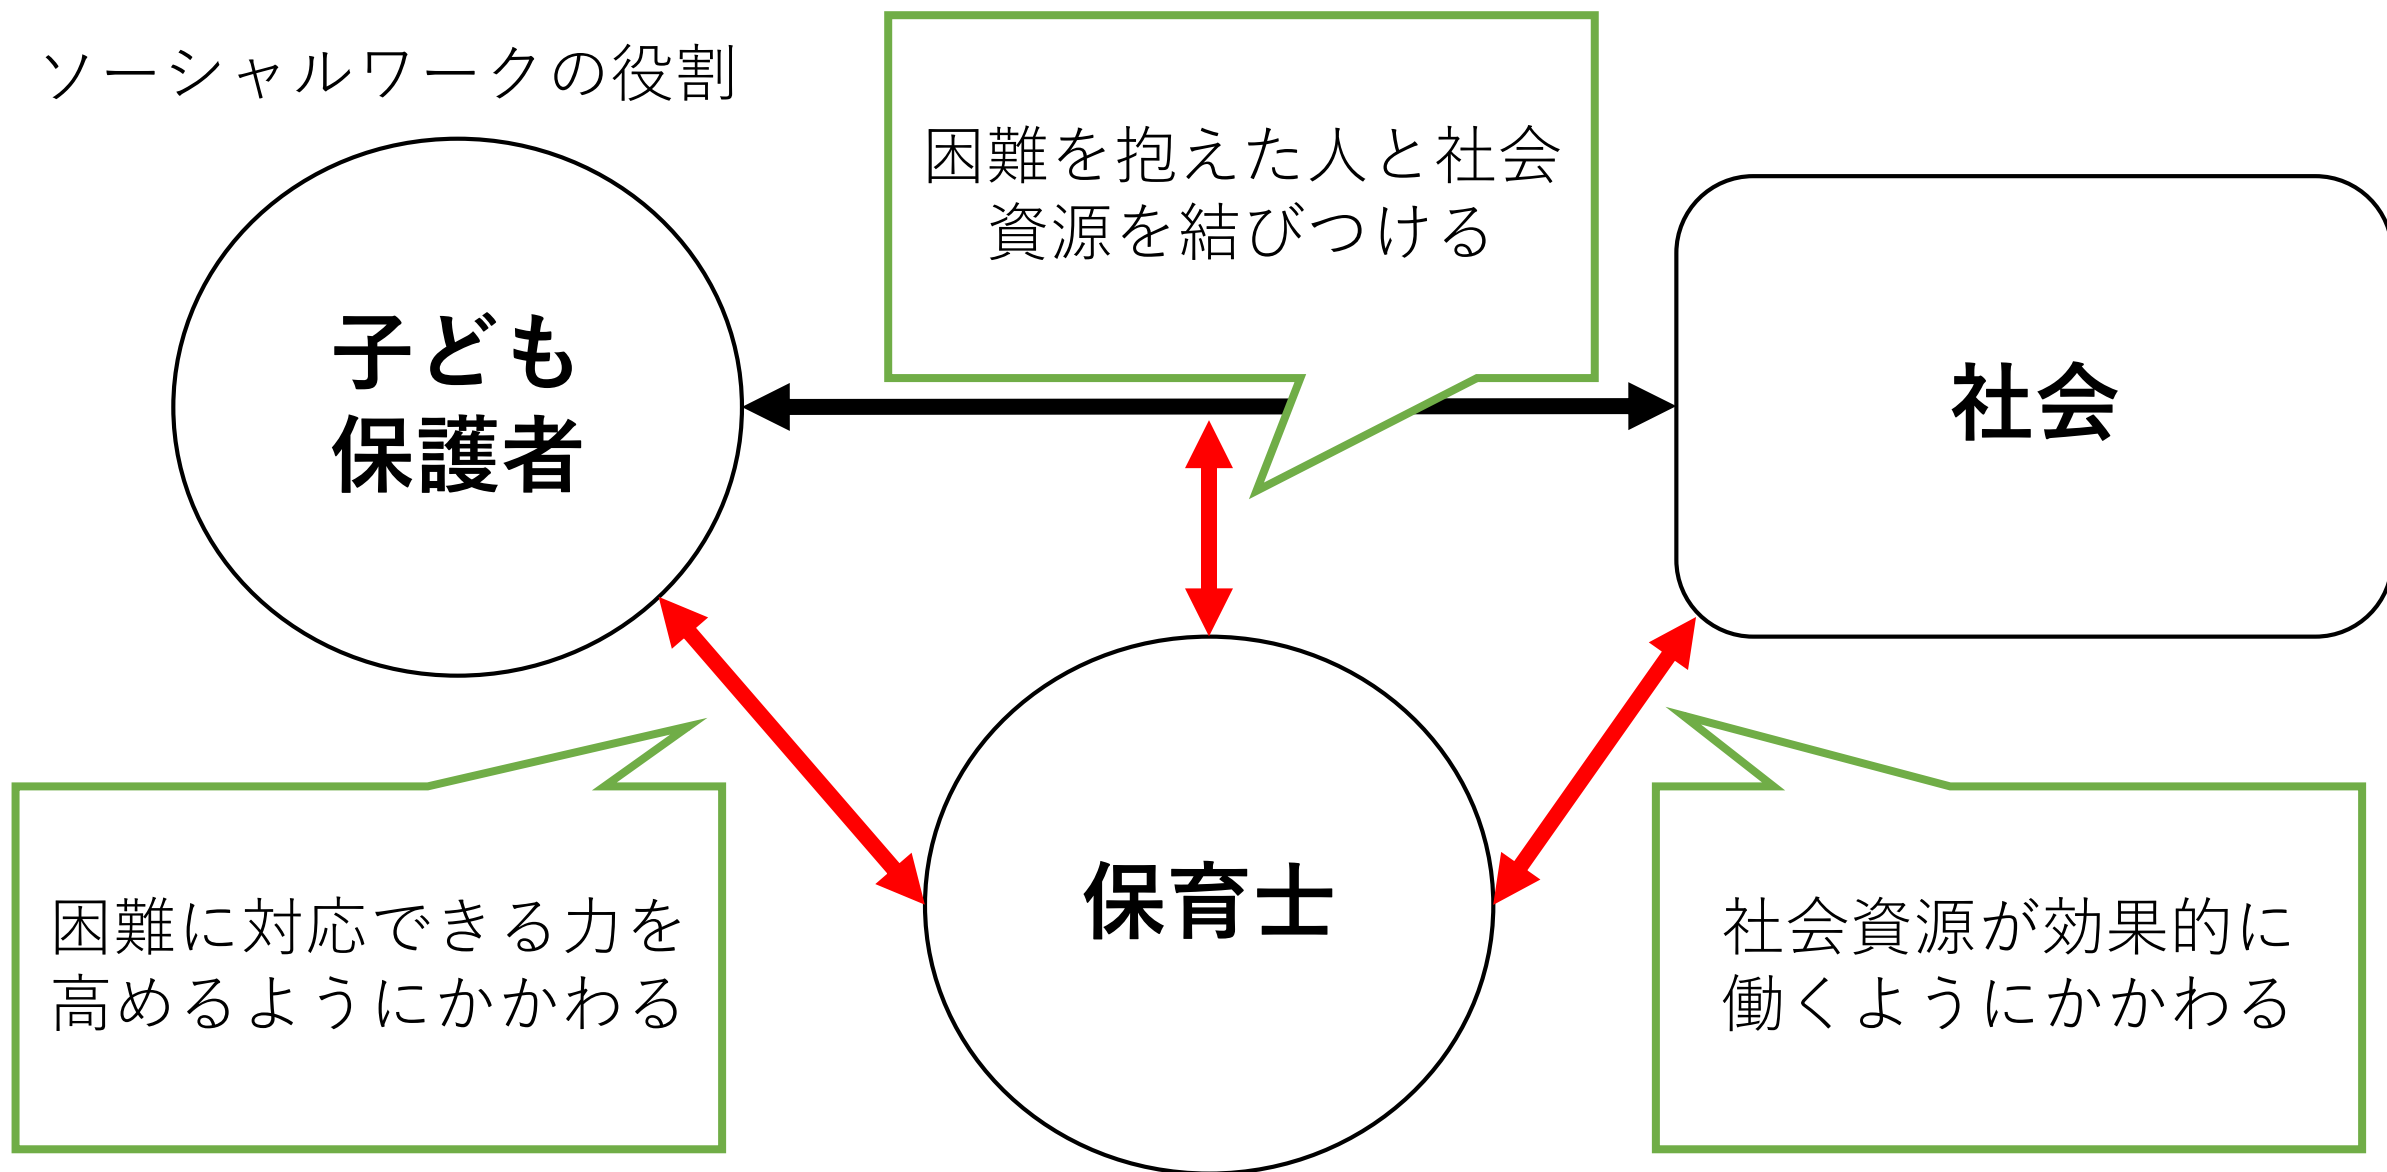 ソーシャルワークの役割
困難を抱えた人と社会
資源を結びつける
子ども
保護者
社会
保育士
困難に対応できる力を
高めるようにかかわる
社会資源が効果的に
働くようにかかわる